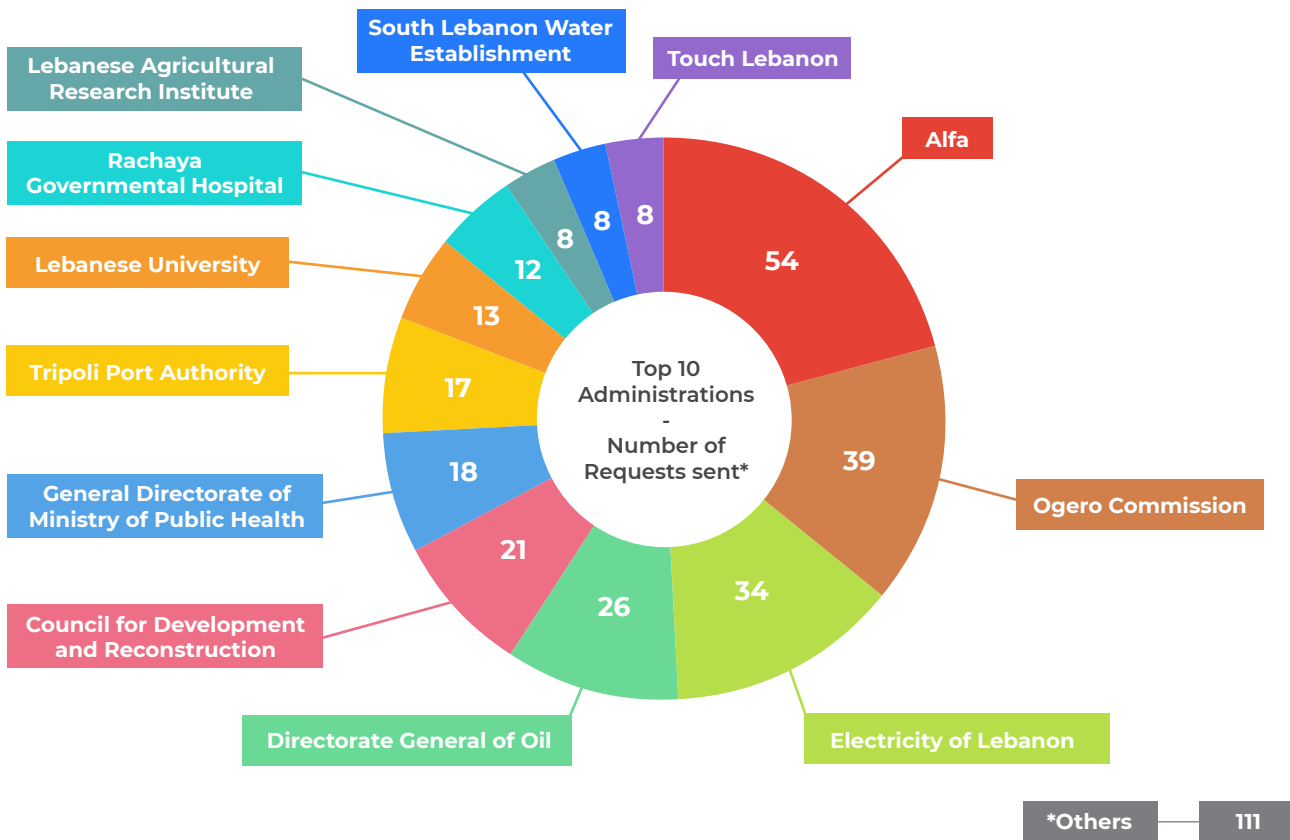 South Lebanon Water
Establishment
Touch Lebanon
Lebanese Agricultural
Research Institute
Alfa
Rachaya
Governmental Hospital
Lebanese University
Tripoli Port Authority
General Directorate of
Ministry of Public Health
Council for Development
and Reconstruction
Directorate General of Oil
Electricity of Lebanon
Ogero Commission
54
39
34
26
21
18
17
13
12
8
8
8
Top 10
Administrations
-
Number of
Requests sent*
*Others
111